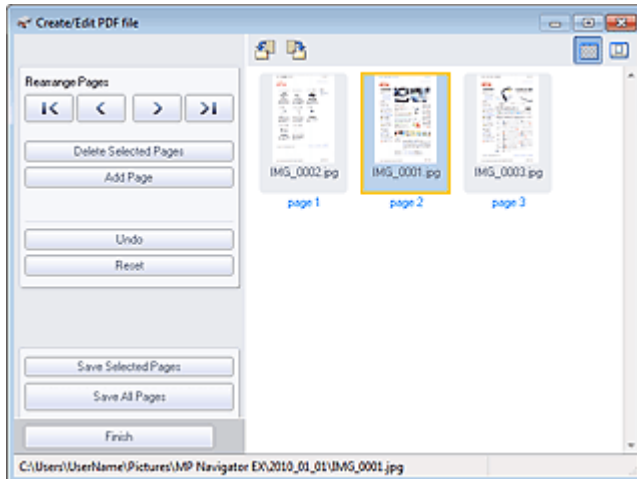 Create/Edit PDF file
Rearrange Pages
Delete Selected Pages
Add Page
Undo
Reset
Save Selected Pages
Save All Pages
Finish
IMG_0002.jpg
IMG_0001.jpg
IMG_0003.jpg
page 1
page 2
page 3
C:\Users\UserName\Pictures\MP Navigator EX\2010_01_01\IMG_0001.jpg